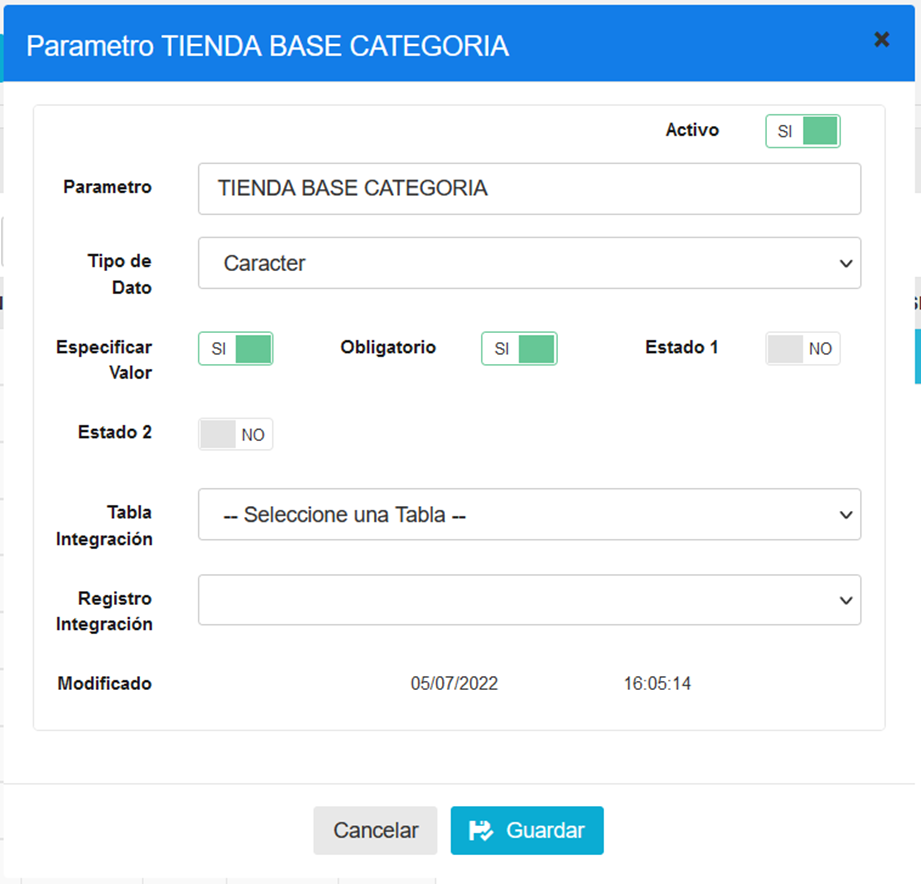 Parametro TIENDA BASE CATEGORIA
Activo SI
Parametro TIENDA BASE CATEGORIA
Tipo de
Dato
Caracter
Especificar
Valor
SI
Obligatorio SI
Estado 1 NO
Estado 2 NO
Tabla
Integración
-- Seleccione una Tabla --
Registro
Integración
Modificado 05/07/2022 16:05:14
Cancelar Guardar